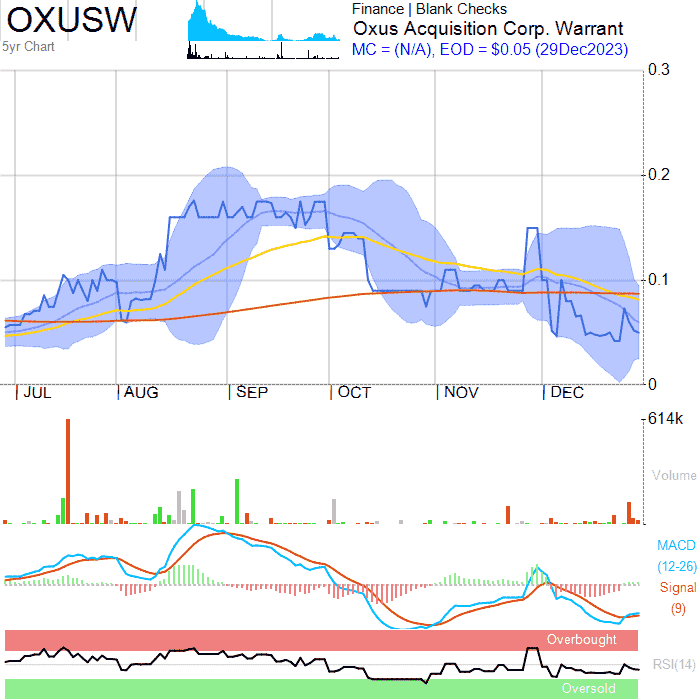 OXUSW
5yr Chart
Finance | Blank Checks
Oxus Acquisition Corp. Warrant
MC = (N/A), EOD = $0.05 (29Dec2023)
0.3
0.2
0.1
0
JUL AUG SEP OCT NOV DEC
614k
Volume
MACD
(12-26)
Signal
(9)
Overbought
RSI(14)
Oversold